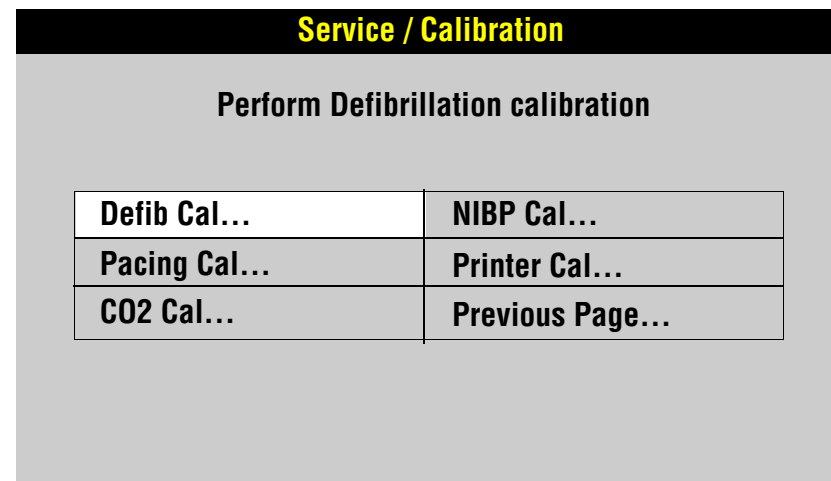 Service / Calibration
Perform Defibrillation calibration
Defib Cal... NIBP Cal...
Pacing Cal... Printer Cal...
CO2 Cal... Previous Page...